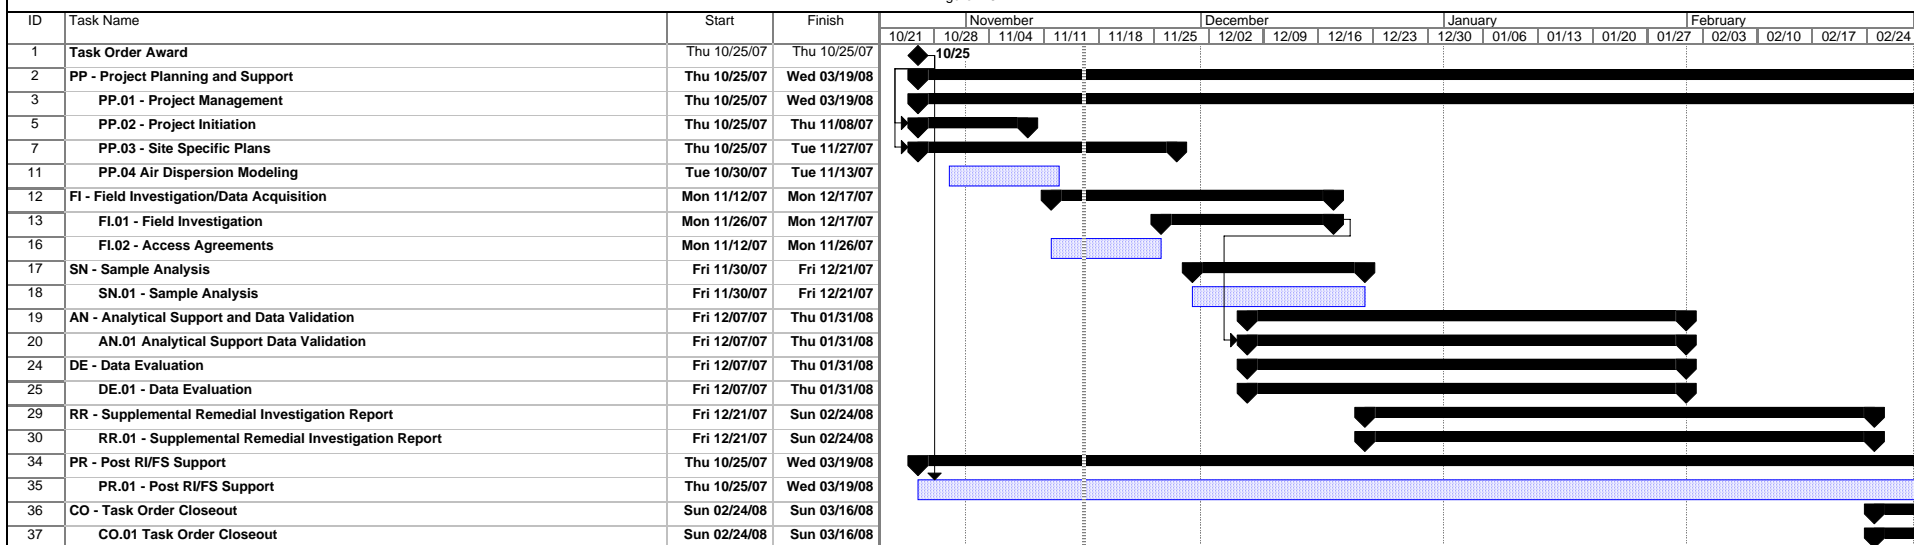 ID Task Name Start Finish November December January February
10/21 10/28 11/04 11/11 11/18 11/25 12/02 12/09 12/16 12/23 12/30 01/06 01/13 01/20 01/27 02/03 02/10 02/17 02/24
1 Task Order Award Thu 10/25/07 Thu 10/25/07 10/25
2 PP - Project Planning and Support Thu 10/25/07 Wed 03/19/08
3 PP.01 - Project Management Thu 10/25/07 Wed 03/19/08
5 PP.02 - Project Initiation Thu 10/25/07 Thu 11/08/07
7 PP.03 - Site Specific Plans Thu 10/25/07 Tue 11/27/07
11 PP.04 Air Dispersion Modeling Tue 10/30/07 Tue 11/13/07
12 FI - Field Investigation/Data Acquisition Mon 11/12/07 Mon 12/17/07
13 FI.01 - Field Investigation Mon 11/26/07 Mon 12/17/07
16 FI.02 - Access Agreements Mon 11/12/07 Mon 11/26/07
17 SN - Sample Analysis Fri 11/30/07 Fri 12/21/07
18 SN.01 - Sample Analysis Fri 11/30/07 Fri 12/21/07
19 AN - Analytical Support and Data Validation Fri 12/07/07 Thu 01/31/08
20 AN.01 Analytical Support Data Validation Fri 12/07/07 Thu 01/31/08
24 DE - Data Evaluation Fri 12/07/07 Thu 01/31/08
25 DE.01 - Data Evaluation Fri 12/07/07 Thu 01/31/08
29 RR - Supplemental Remedial Investigation Report Fri 12/21/07 Sun 02/24/08
30 RR.01 - Supplemental Remedial Investigation Report Fri 12/21/07 Sun 02/24/08
34 PR - Post RI/FS Support Thu 10/25/07 Wed 03/19/08
35 PR.01 - Post RI/FS Support Thu 10/25/07 Wed 03/19/08
36 CO - Task Order Closeout Sun 02/24/08 Sun 03/16/08
37 CO.01 Task Order Closeout Sun 02/24/08 Sun 03/16/08